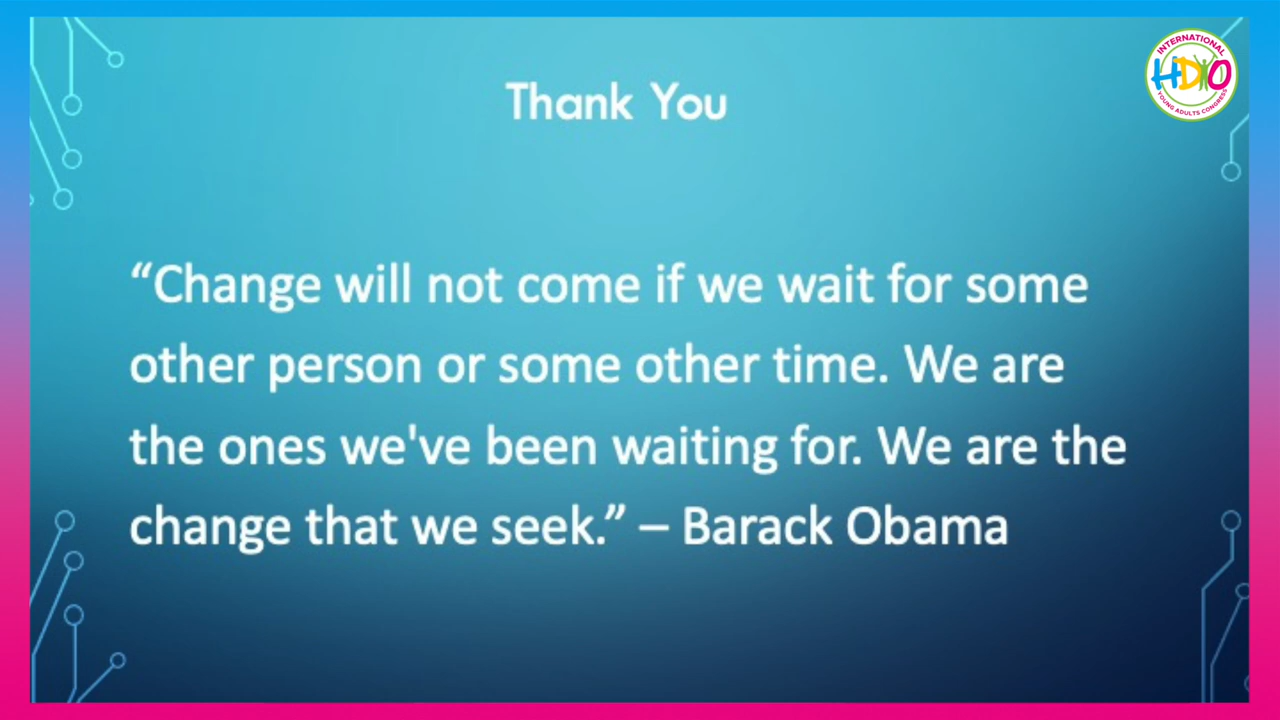 INTERNATIONAL
HDYO
YOUNG ADULTS CONGRESS
Thank You
“Change will not come if we wait for some
other person or some other time. We are
the ones we've been waiting for. We are the
change that we seek.” – Barack Obama